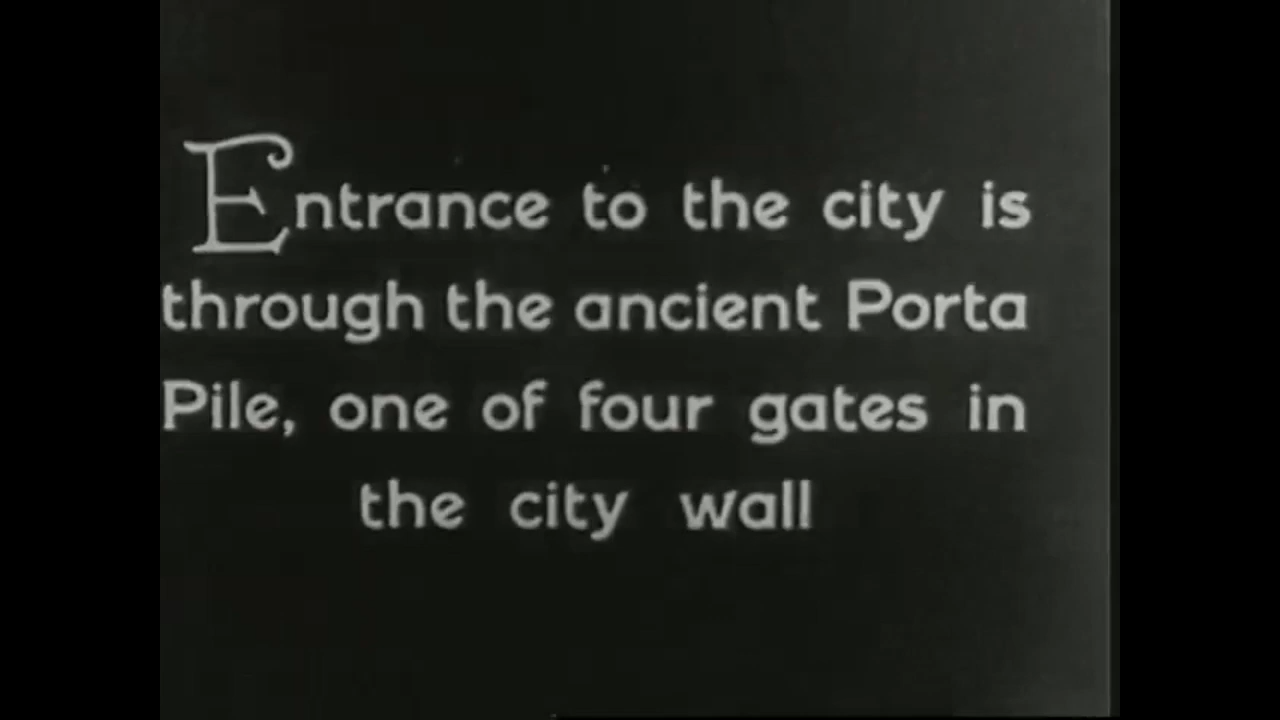 Entrance to the city is
through the ancient Porta
Pile, one of four gates in
the city wall